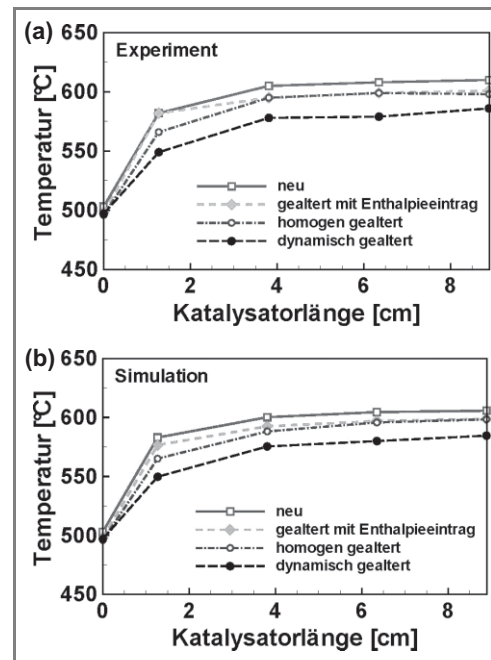 (a)
Experiment
Temperatur [°C]
650
600
550
500
450
neu
gealtert mit Enthalpieeintrag
homogen gealtert
dynamisch gealtert
0 2 4 6 8
Katalysatorlänge [cm]
(b)
Simulation
Temperatur [°C]
650
600
550
500
450
neu
gealtert mit Enthalpieeintrag
homogen gealtert
dynamisch gealtert
0 2 4 6 8
Katalysatorlänge [cm]